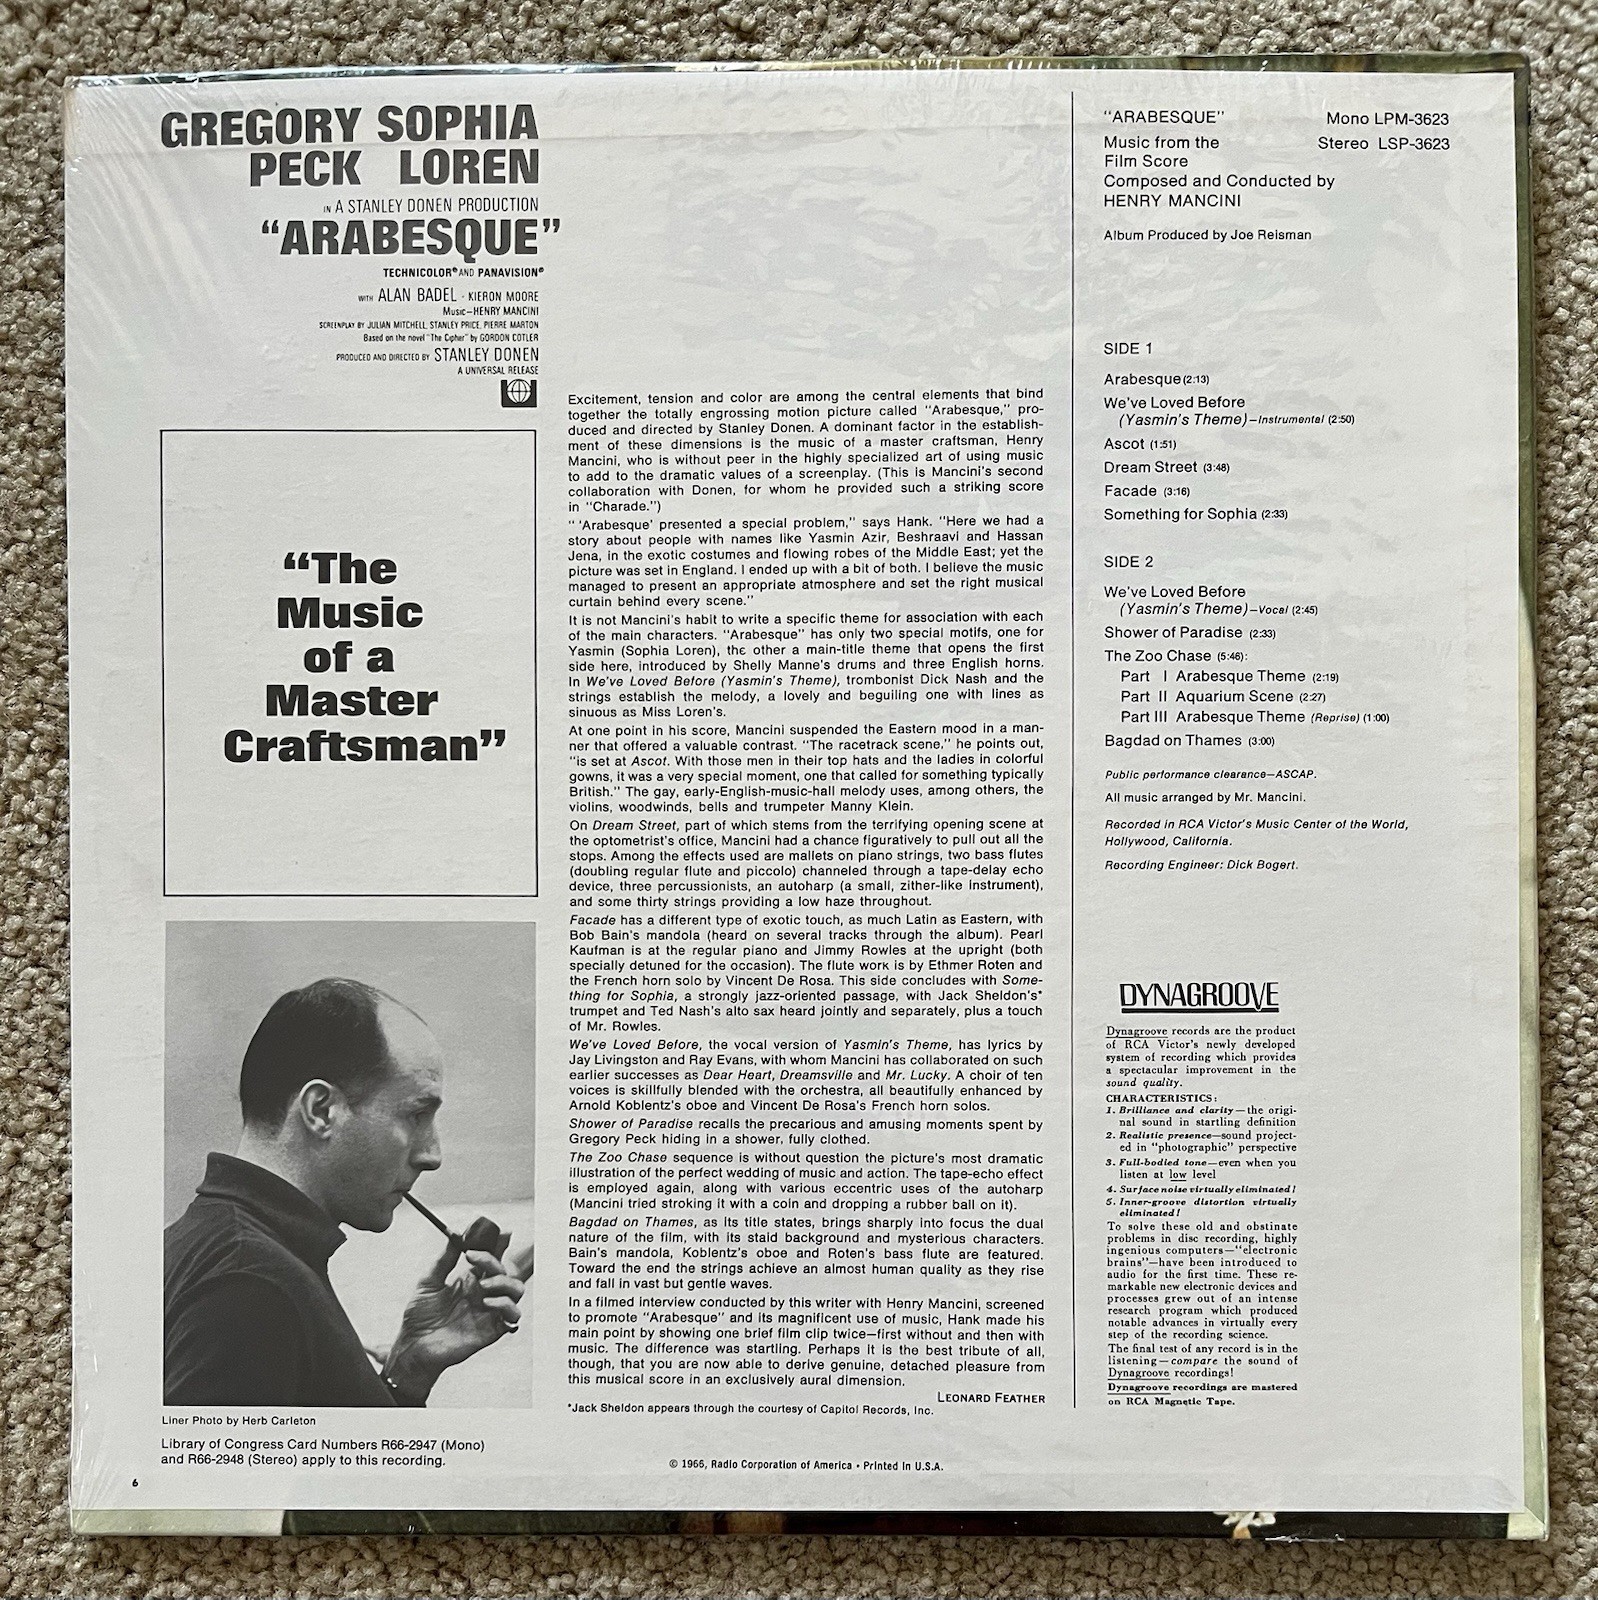 GREGORY SOPHIA
PECK LOREN
IN A STANLEY DONEN PRODUCTION
“ARABESQUE”
TECHNICOLOR® AND PANAVISION®
WITH ALAN BADEL · KIERON MOORE
Music—HENRY MANCINI
SCREENPLAY BY JULIAN MITCHELL, STANLEY PRICE, PIERRE MARTON
Based on the novel "The Cipher" by GORDON COTLER
PRODUCED AND DIRECTED BY STANLEY DONEN
A UNIVERSAL RELEASE
“The
Music
of a
Master
Craftsman”
Liner Photo by Herb Carleton
Library of Congress Card Numbers R66-2947 (Mono)
and R66-2948 (Stereo) apply to this recording.
6
Excitement, tension and color are among the central elements that bind
together the totally engrossing motion picture called "Arabesque," pro-
duced and directed by Stanley Donen. A dominant factor in the establish-
ment of these dimensions is the music of a master craftsman, Henry
Mancini, who is without peer in the highly specialized art of using music
to add to the dramatic values of a screenplay. (This is Mancini's second
collaboration with Donen, for whom he provided such a striking score
in "Charade.")
" 'Arabesque' presented a special problem," says Hank. "Here we had a
story about people with names like Yasmin Azir, Beshraavi and Hassan
Jena, in the exotic costumes and flowing robes of the Middle East; yet the
picture was set in England. I ended up with a bit of both. I believe the music
managed to present an appropriate atmosphere and set the right musical
curtain behind every scene."
It is not Mancini's habit to write a specific theme for association with each
of the main characters. "Arabesque" has only two special motifs, one for
Yasmin (Sophia Loren), the other a main-title theme that opens the first
side here, introduced by Shelly Manne's drums and three English horns.
In We've Loved Before (Yasmin's Theme), trombonist Dick Nash and the
strings establish the melody, a lovely and beguiling one with lines as
sinuous as Miss Loren's.
At one point in his score, Mancini suspended the Eastern mood in a man-
ner that offered a valuable contrast. "The racetrack scene," he points out,
"is set at Ascot. With those men in their top hats and the ladies in colorful
gowns, it was a very special moment, one that called for something typically
British." The gay, early-English-music-hall melody uses, among others, the
violins, woodwinds, bells and trumpeter Manny Klein.
On Dream Street, part of which stems from the terrifying opening scene at
the optometrist's office, Mancini had a chance figuratively to pull out all the
stops. Among the effects used are mallets on piano strings, two bass flutes
(doubling regular flute and piccolo) channeled through a tape-delay echo
device, three percussionists, an autoharp (a small, zither-like instrument),
and some thirty strings providing a low haze throughout.
Facade has a different type of exotic touch, as much Latin as Eastern, with
Bob Bain's mandola (heard on several tracks through the album). Pearl
Kaufman is at the regular piano and Jimmy Rowles at the upright (both
specially detuned for the occasion). The flute work is by Ethmer Roten and
the French horn solo by Vincent De Rosa. This side concludes with Some-
thing for Sophia, a strongly jazz-oriented passage, with Jack Sheldon's*
trumpet and Ted Nash's alto sax heard jointly and separately, plus a touch
of Mr. Rowles.
We've Loved Before, the vocal version of Yasmin's Theme, has lyrics by
Jay Livingston and Ray Evans, with whom Mancini has collaborated on such
earlier successes as Dear Heart, Dreamsville and Mr. Lucky. A choir of ten
voices is skillfully blended with the orchestra, all beautifully enhanced by
Arnold Koblentz's oboe and Vincent De Rosa's French horn solos.
Shower of Paradise recalls the precarious and amusing moments spent by
Gregory Peck hiding in a shower, fully clothed.
The Zoo Chase sequence is without question the picture's most dramatic
illustration of the perfect wedding of music and action. The tape-echo effect
is employed again, along with various eccentric uses of the autoharp
(Mancini tried stroking it with a coin and dropping a rubber ball on it).
Bagdad on Thames, as its title states, brings sharply into focus the dual
nature of the film, with its staid background and mysterious characters.
Bain's mandola, Koblentz's oboe and Roten's bass flute are featured.
Toward the end the strings achieve an almost human quality as they rise
and fall in vast but gentle waves.
In a filmed interview conducted by this writer with Henry Mancini, screened
to promote "Arabesque" and its magnificent use of music, Hank made his
main point by showing one brief film clip twice—first without and then with
music. The difference was startling. Perhaps it is the best tribute of all,
though, that you are now able to derive genuine, detached pleasure from
this musical score in an exclusively aural dimension.
LEONARD FEATHER
*Jack Sheldon appears through the courtesy of Capitol Records, Inc.
© 1966, Radio Corporation of America • Printed in U.S.A.
"ARABESQUE" Mono LPM-3623
Music from the Stereo LSP-3623
Film Score
Composed and Conducted by
HENRY MANCINI
Album Produced by Joe Reisman
SIDE 1
Arabesque (2:13)
We've Loved Before
(Yasmin's Theme)—Instrumental (2:50)
Ascot (1:51)
Dream Street (3:48)
Facade (3:16)
Something for Sophia (2:33)
SIDE 2
We've Loved Before
(Yasmin's Theme)—Vocal (2:45)
Shower of Paradise (2:33)
The Zoo Chase (5:46):
Part I Arabesque Theme (2:19)
Part II Aquarium Scene (2:27)
Part III Arabesque Theme (Reprise) (1:00)
Bagdad on Thames (3:00)
Public performance clearance—ASCAP.
All music arranged by Mr. Mancini.
Recorded in RCA Victor's Music Center of the World,
Hollywood, California.
Recording Engineer: Dick Bogert.
DYNAGROOVE
Dynagroove records are the product
of RCA Victor's newly developed
system of recording which provides
a spectacular improvement in the
sound quality.
CHARACTERISTICS:
1. Brilliance and clarity—the origi-
nal sound in startling definition
2. Realistic presence—sound project-
ed in "photographic" perspective
3. Full-bodied tone—even when you
listen at low level
4. Surface noise virtually eliminated!
5. Inner-groove distortion virtually
eliminated!
To solve these old and obstinate
problems in disc recording, highly
ingenious computers—"electronic
brains"—have been introduced to
audio for the first time. These re-
markable new electronic devices and
processes grew out of an intense
research program which produced
notable advances in virtually every
step of the recording science.
The final test of any record is in the
listening—compare the sound of
Dynagroove recordings!
Dynagroove recordings are mastered
on RCA Magnetic Tape.